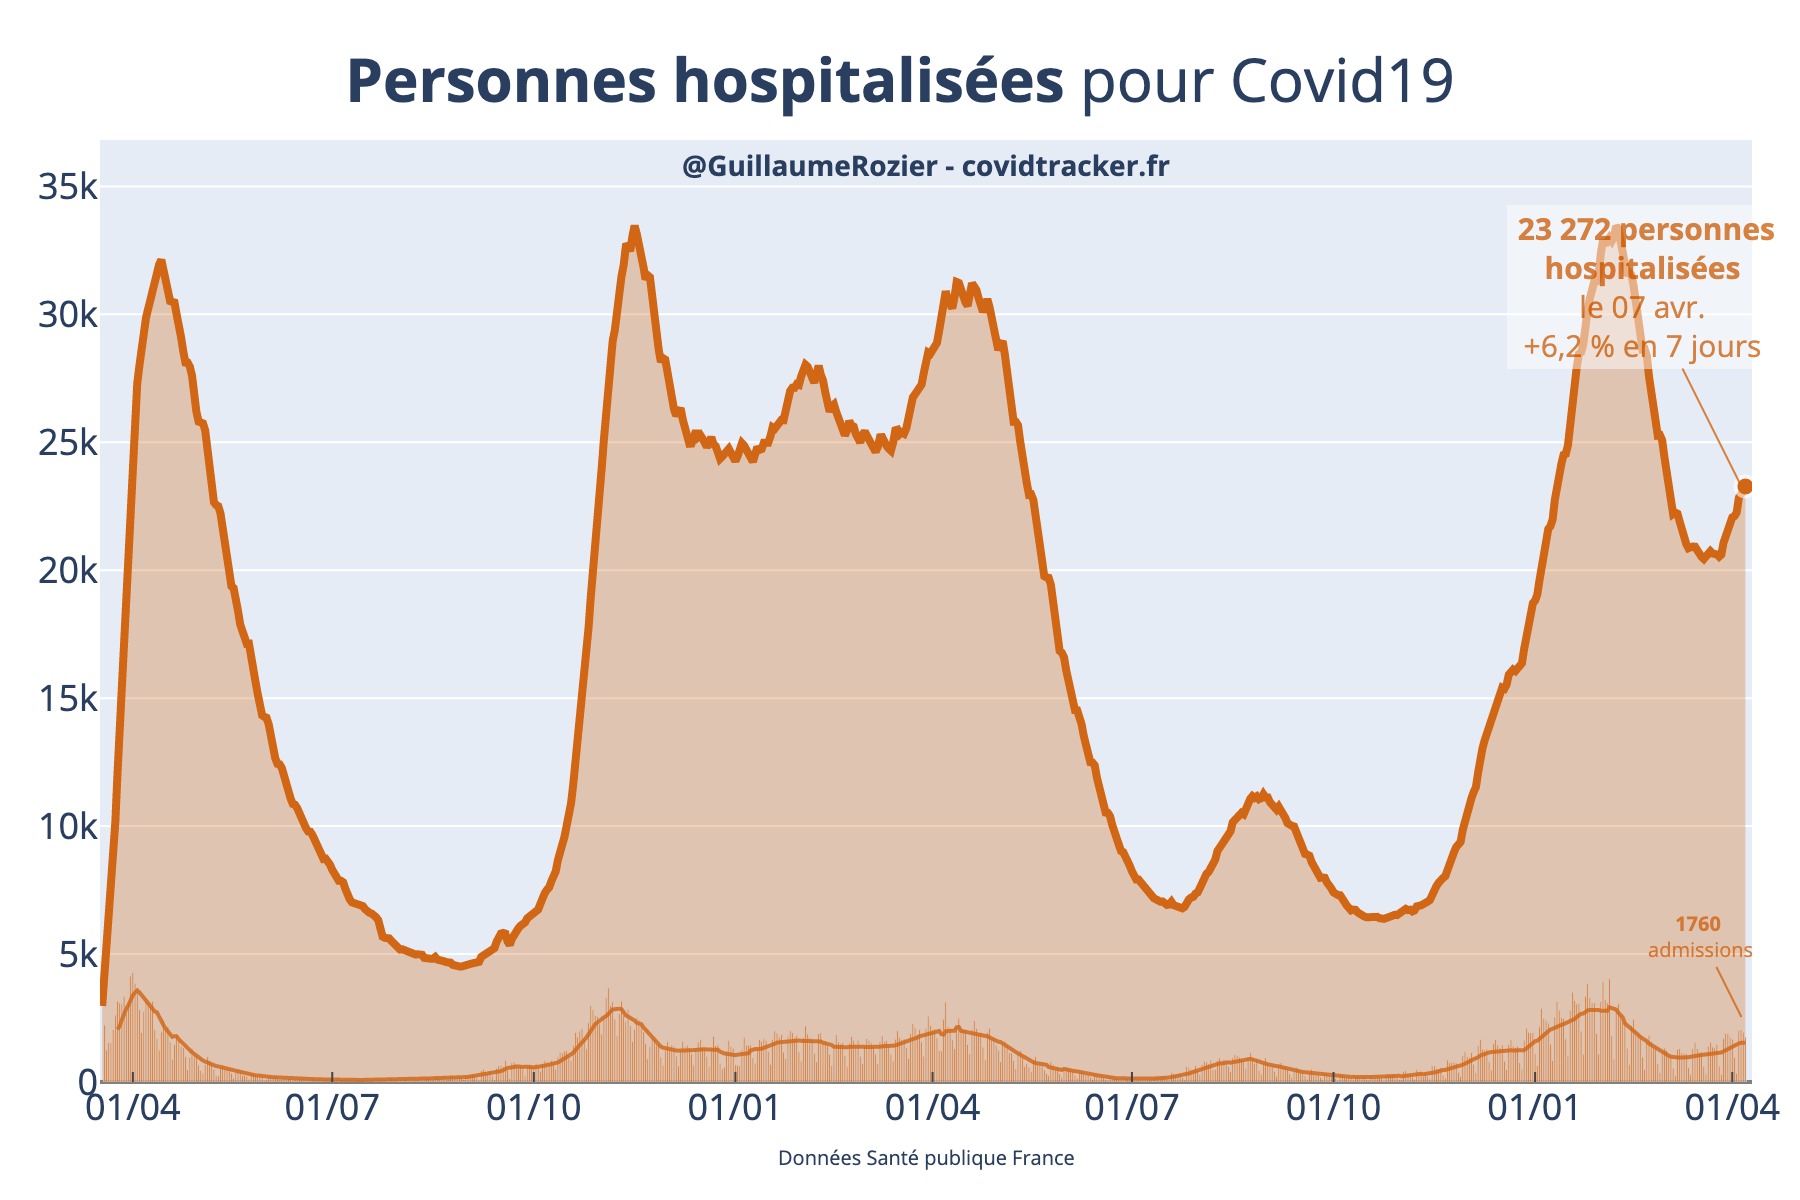 Personnes hospitalisées pour Covid19
@GuillaumeRozier - covidtracker.fr
35k
30k
25k
20k
15k
10k
5k
0
23 272 personnes
hospitalisées
le 07 avr.
+6,2 % en 7 jours
1760
admissions
01/04
01/07
01/10
01/01
01/04
01/07
01/10
01/01
01/04
Données Santé publique France